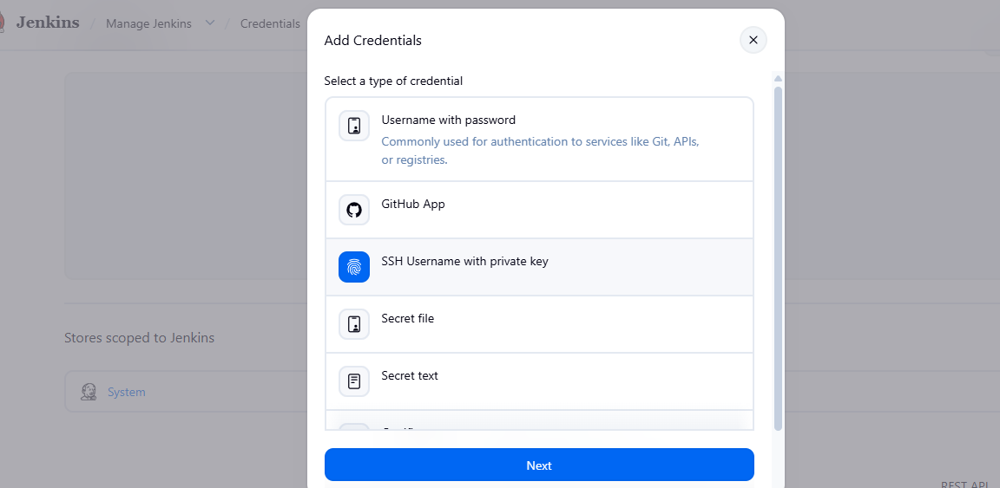 Jenkins / Manage Jenkins / Credentials
Add Credentials
Select a type of credential
Username with password
Commonly used for authentication to services like Git, APIs,
or registries.
GitHub App
SSH Username with private key
Secret file
Secret text
Stores scoped to Jenkins
System
Next
REST API